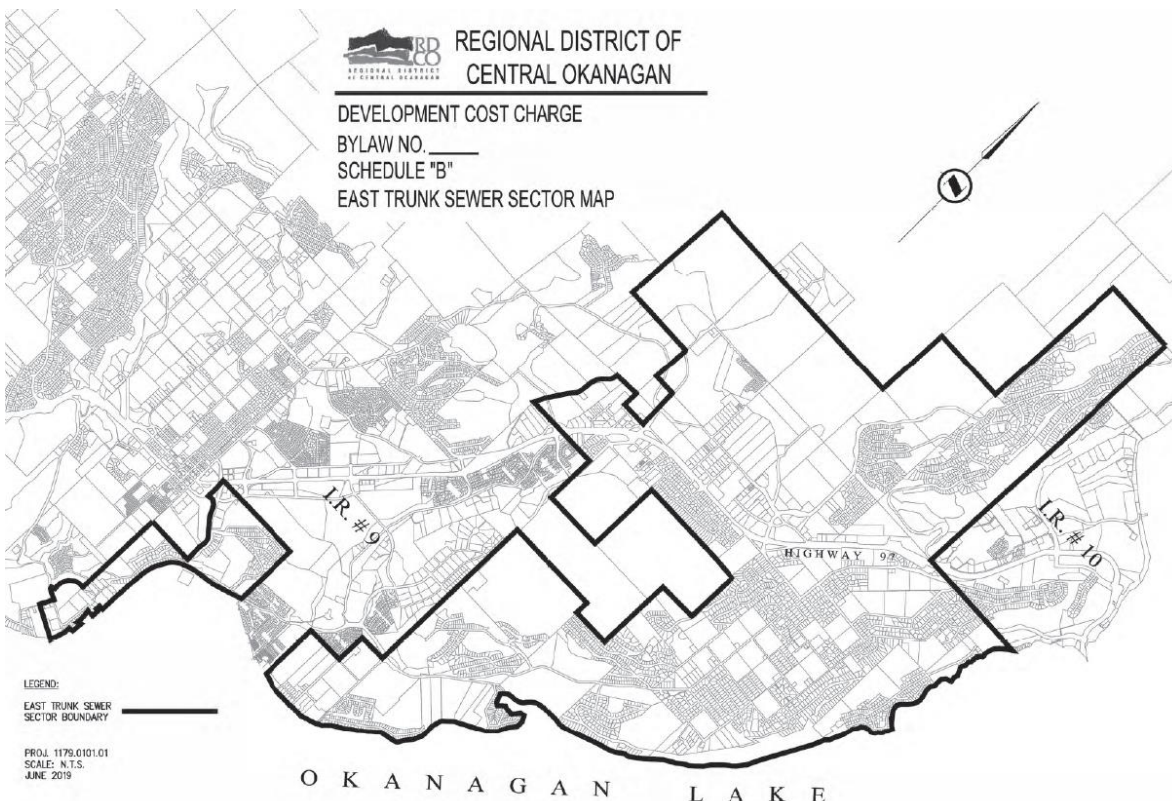 RD
CO
REGIONAL DISTRICT
of CENTRAL OKANAGAN
REGIONAL DISTRICT OF
CENTRAL OKANAGAN
DEVELOPMENT COST CHARGE
BYLAW NO. _____
SCHEDULE "B"
EAST TRUNK SEWER SECTOR MAP
I.R. # 9
HIGHWAY 97
I.R. # 10
LEGEND:
EAST TRUNK SEWER
SECTOR BOUNDARY
PROJ. 1179.0101.01
SCALE: N.T.S.
JUNE 2019
OKANAGAN LAKE